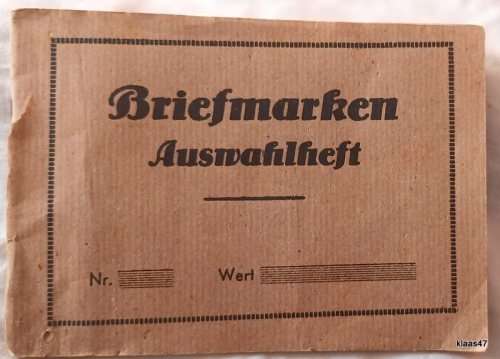 Briefmarken
Auswahlheft
Nr. Wert
klaas47